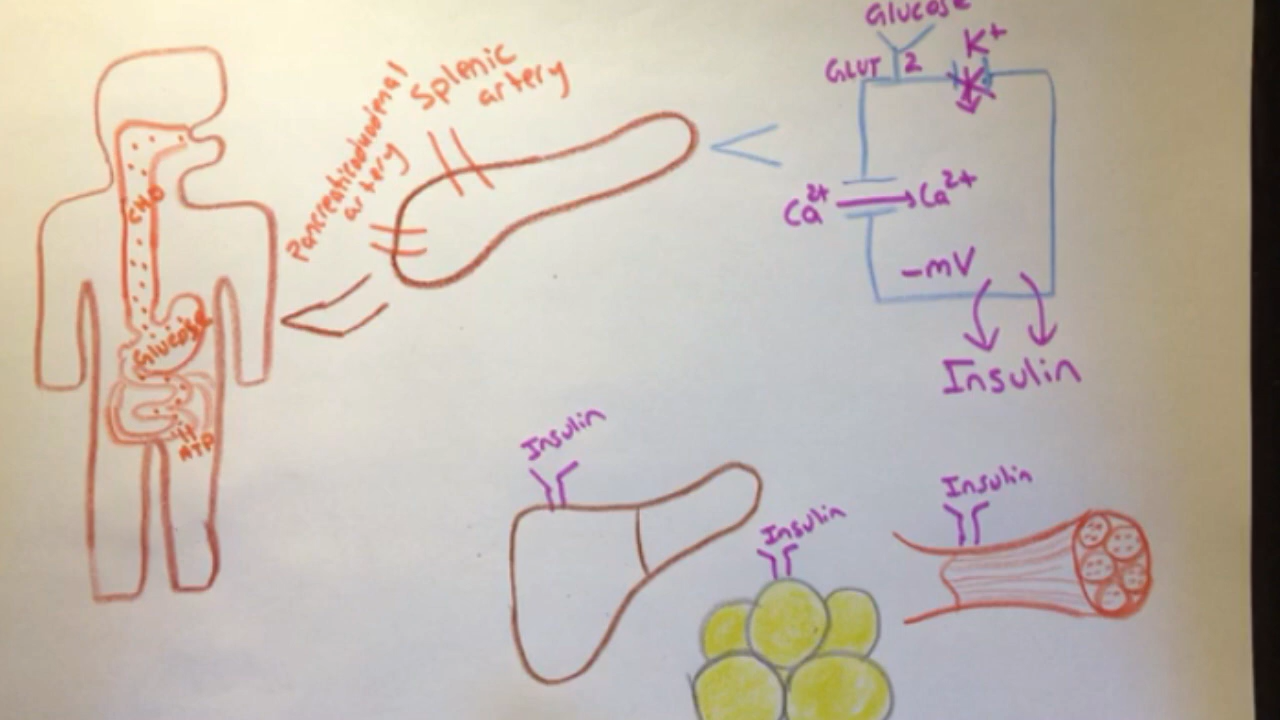 Glucose
GLUT 2
K+
Splenic
artery
Pancreaticoduodenal
artery
CHO
Ca2+
Ca2+
-mV
Insulin
Glucose
ATP
Insulin
Insulin
Insulin